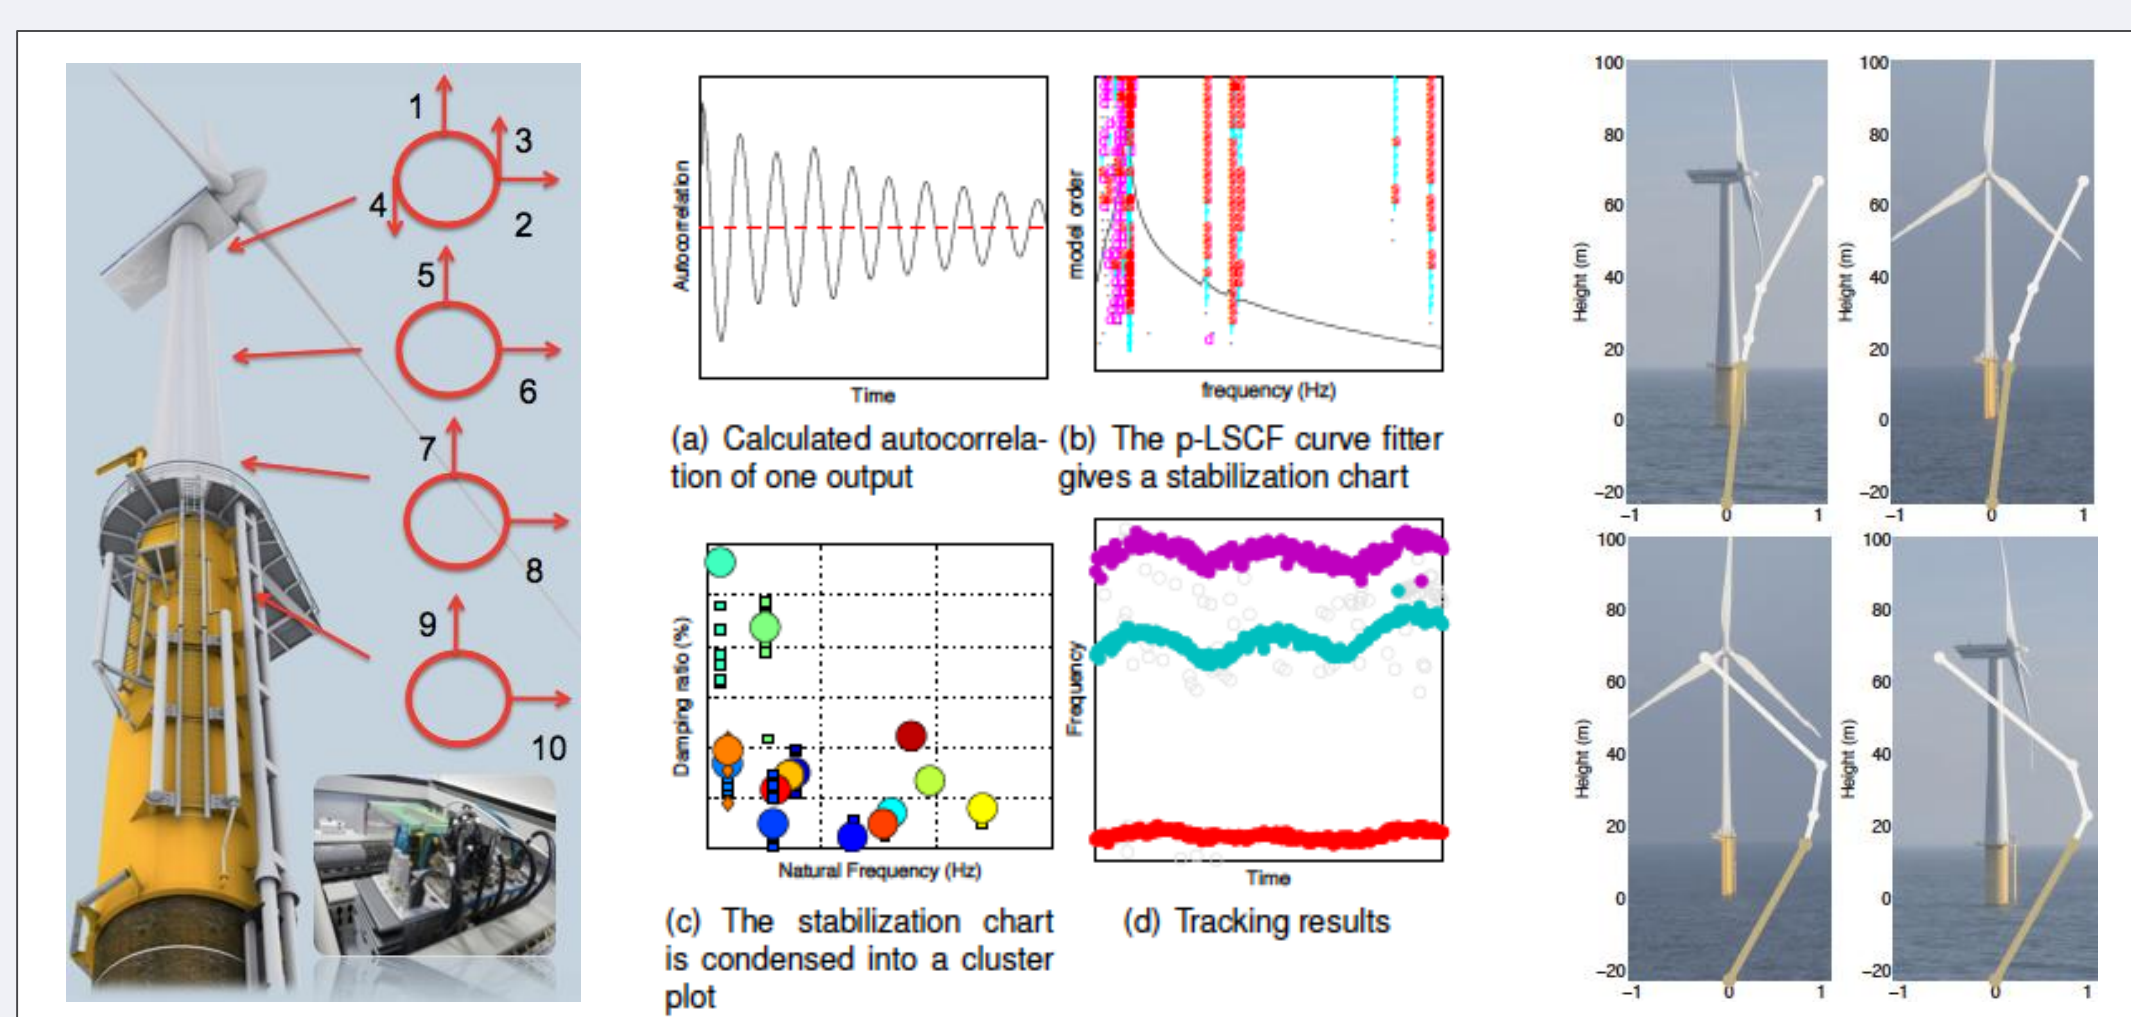 1
3
4
2
5
6
7
8
9
10
Autocorrelation
Time
(a) Calculated autocorrela-
tion of one output
model order
d
frequency (Hz)
(b) The p-LSCF curve fitter
gives a stabilization chart
Damping ratio (%)
Natural Frequency (Hz)
(c) The stabilization chart
is condensed into a cluster
plot
Frequency
Time
(d) Tracking results
Height (m)
100
80
60
40
20
0
−20
−1 0 1
Height (m)
100
80
60
40
20
0
−20
−1 0 1
Height (m)
100
80
60
40
20
0
−20
−1 0 1
Height (m)
100
80
60
40
20
0
−20
−1 0 1